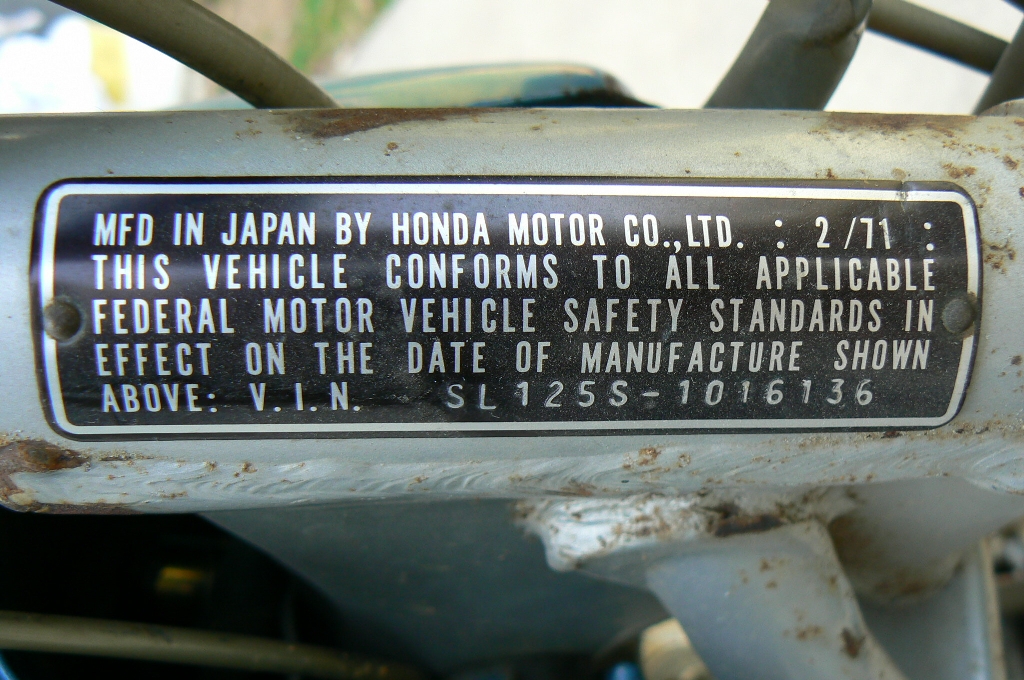 MFD IN JAPAN BY HONDA MOTOR CO.,LTD. : 2/71 :
THIS VEHICLE CONFORMS TO ALL APPLICABLE
FEDERAL MOTOR VEHICLE SAFETY STANDARDS IN
EFFECT ON THE DATE OF MANUFACTURE SHOWN
ABOVE: V.I.N. SL125S-1016136